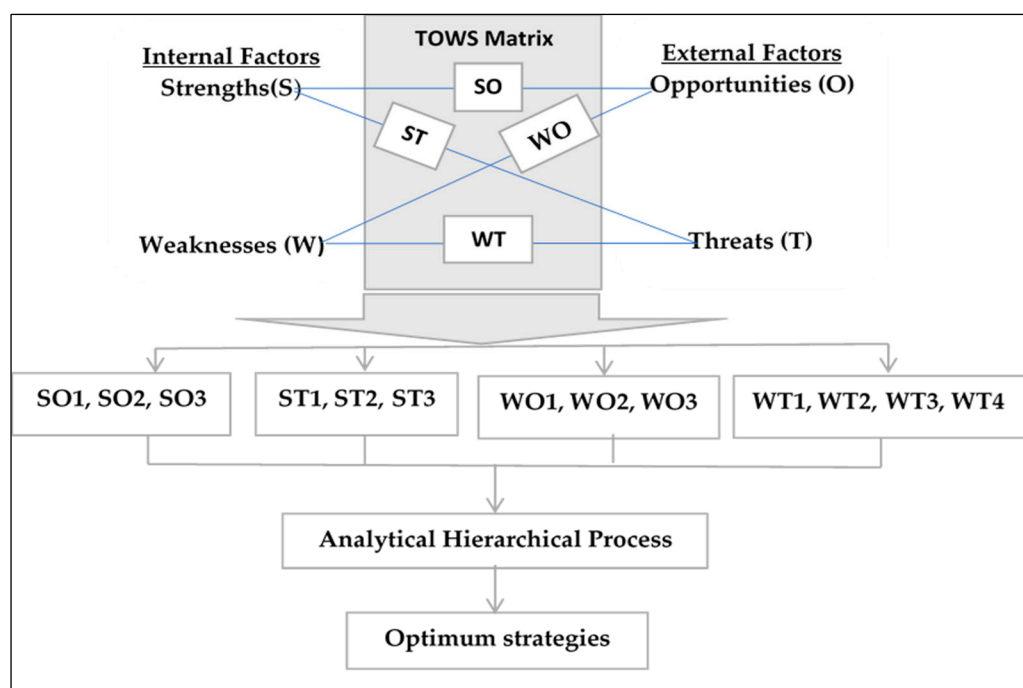 TOWS Matrix
Internal Factors
External Factors
Strengths(S)
SO
Opportunities (O)
ST
WO
Weaknesses (W)
WT
Threats (T)
SO1, SO2, SO3
ST1, ST2, ST3
WO1, WO2, WO3
WT1, WT2, WT3, WT4
Analytical Hierarchical Process
Optimum strategies